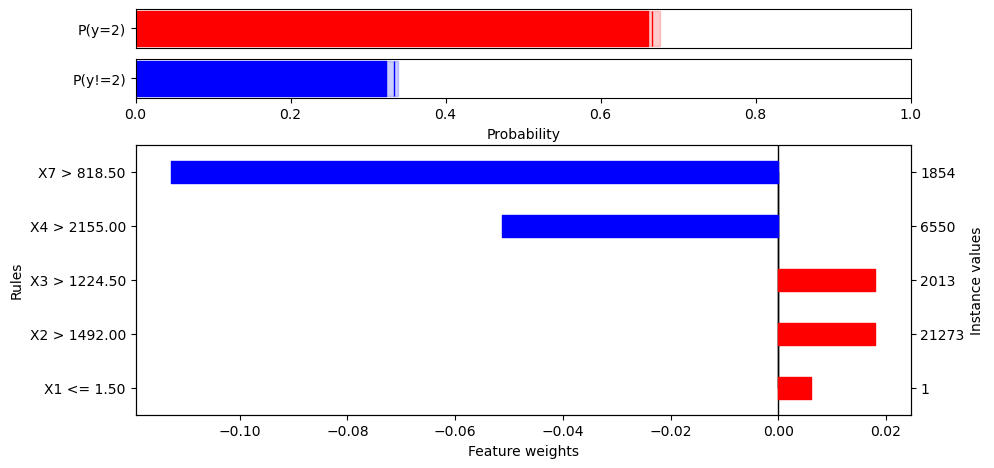 P(y=2)
P(y!=2)
0.0 0.2 0.4 0.6 0.8 1.0
Probability
X7 > 818.50 1854
X4 > 2155.00 6550
X3 > 1224.50 2013
X2 > 1492.00 21273
X1 <= 1.50 1
Rules
Instance values
−0.10 −0.08 −0.06 −0.04 −0.02 0.00 0.02
Feature weights